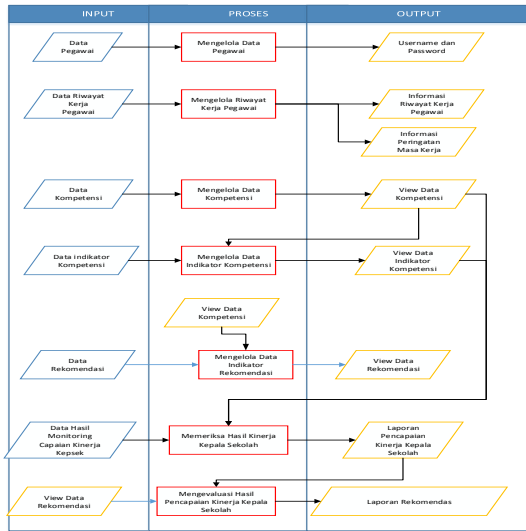 INPUT PROSES OUTPUT
Data
Pegawai
Mengelola Data
Pegawai
Username dan
Password
Data Riwayat
Kerja
Pegawai
Mengelola Riwayat
Kerja Pegawai
Informasi
Riwayat Kerja
Pegawai
Informasi
Peringatan
Masa Kerja
Data
Kompetensi
Mengelola Data
Kompetensi
View Data
Kompetensi
Data indikator
Kompetensi
Mengelola Data
Indikator Kompetensi
View Data
Indikator
Kompetensi
View Data
Kompetensi
Data
Rekomendasi
Mengelola Data
Indikator
Rekomendasi
View Data
Rekomendasi
Data Hasil
Monitoring
Capaian Kinerja
Kepsek
Memeriksa Hasil Kinerja
Kepala Sekolah
Laporan
Pencapaian
Kinerja Kepala
Sekolah
View Data
Rekomendasi
Mengevaluasi Hasil
Pencapaian Kinerja Kepala
Sekolah
Laporan Rekomendas